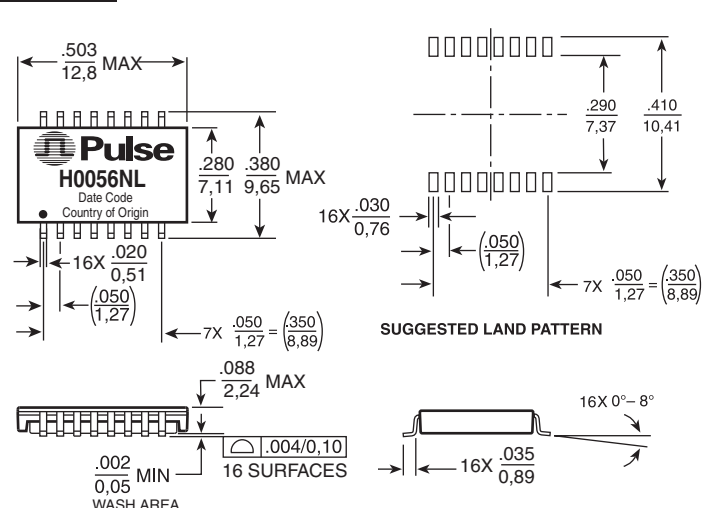 .503
12,8 MAX
Pulse
H0056NL
Date Code
Country of Origin
.280
7,11
.380
9,65 MAX
16X .020
0,51
(.050
1,27)
7X .050
1,27 = (.350
8,89)
.290
7,37
.410
10,41
16X .030
0,76
(.050
1,27)
7X .050
1,27 = (.350
8,89)
SUGGESTED LAND PATTERN
.088
2,24 MAX
.002
0,05 MIN
WASH AREA
.004/0,10
16 SURFACES
16X .035
0,89
16X 0°– 8°